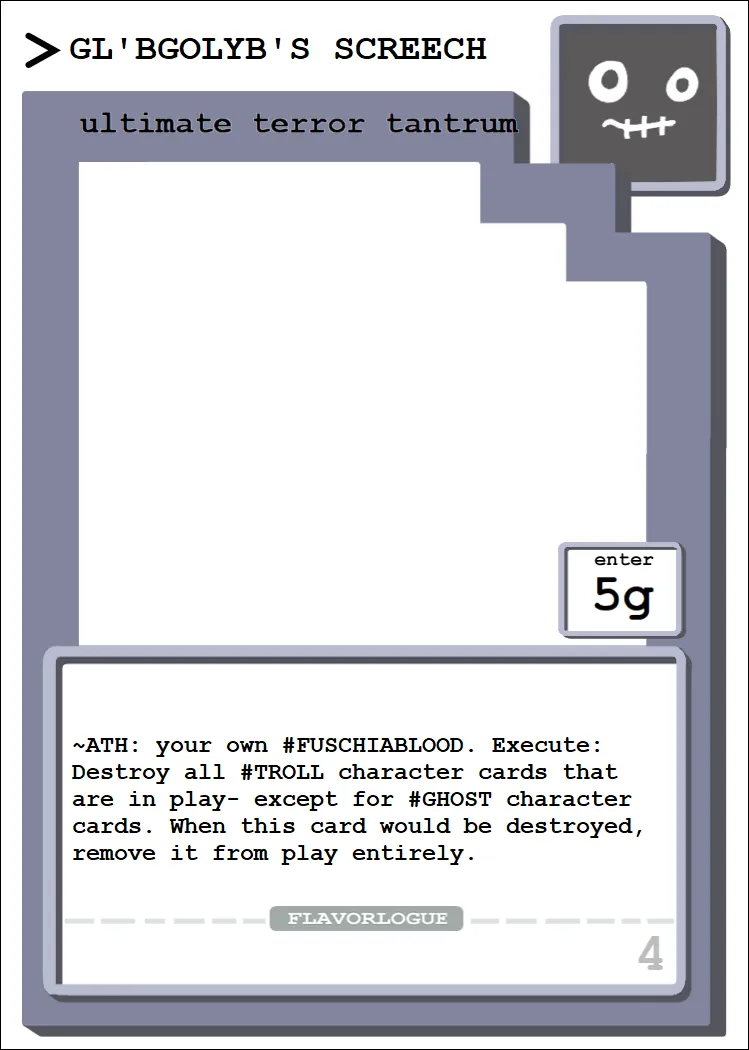 > GL'BGOLYB'S SCREECH
ultimate terror tantrum
enter
5g
~ATH: your own #FUSCHIABLOOD. Execute:
Destroy all #TROLL character cards that
are in play- except for #GHOST character
cards. When this card would be destroyed,
remove it from play entirely.
FLAVORLOGUE
4